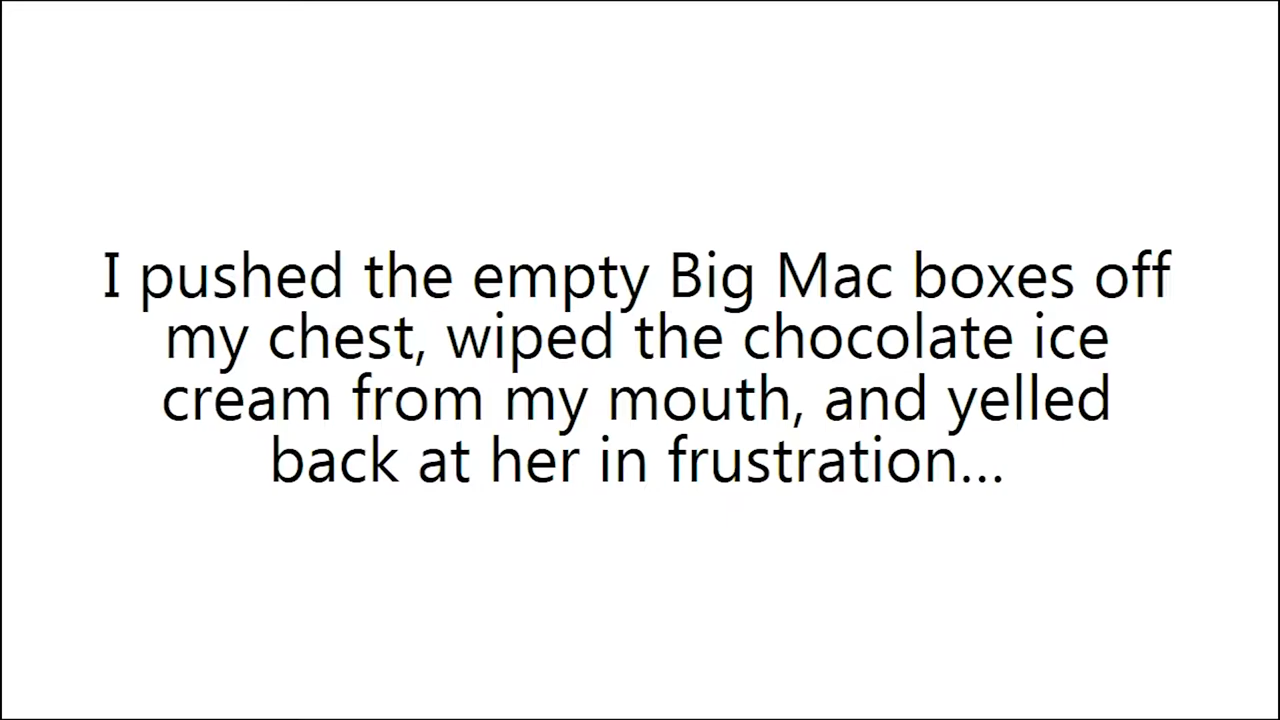 I pushed the empty Big Mac boxes off
my chest, wiped the chocolate ice
cream from my mouth, and yelled
back at her in frustration...